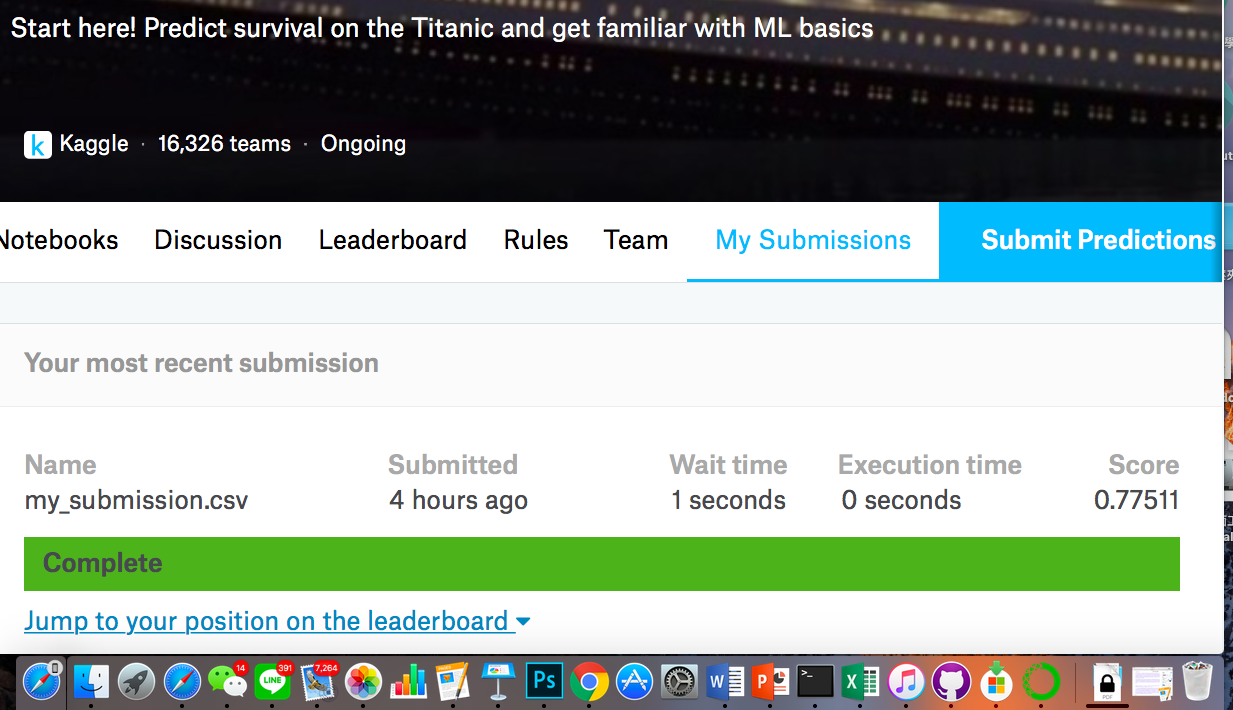 Start here! Predict survival on the Titanic and get familiar with ML basics
k Kaggle · 16,326 teams · Ongoing
Notebooks Discussion Leaderboard Rules Team My Submissions Submit Predictions
Your most recent submission
Name Submitted Wait time Execution time Score
my_submission.csv 4 hours ago 1 seconds 0 seconds 0.77511
Complete
Jump to your position on the leaderboard
14 391 7,264
LINE Ps W P X PDF